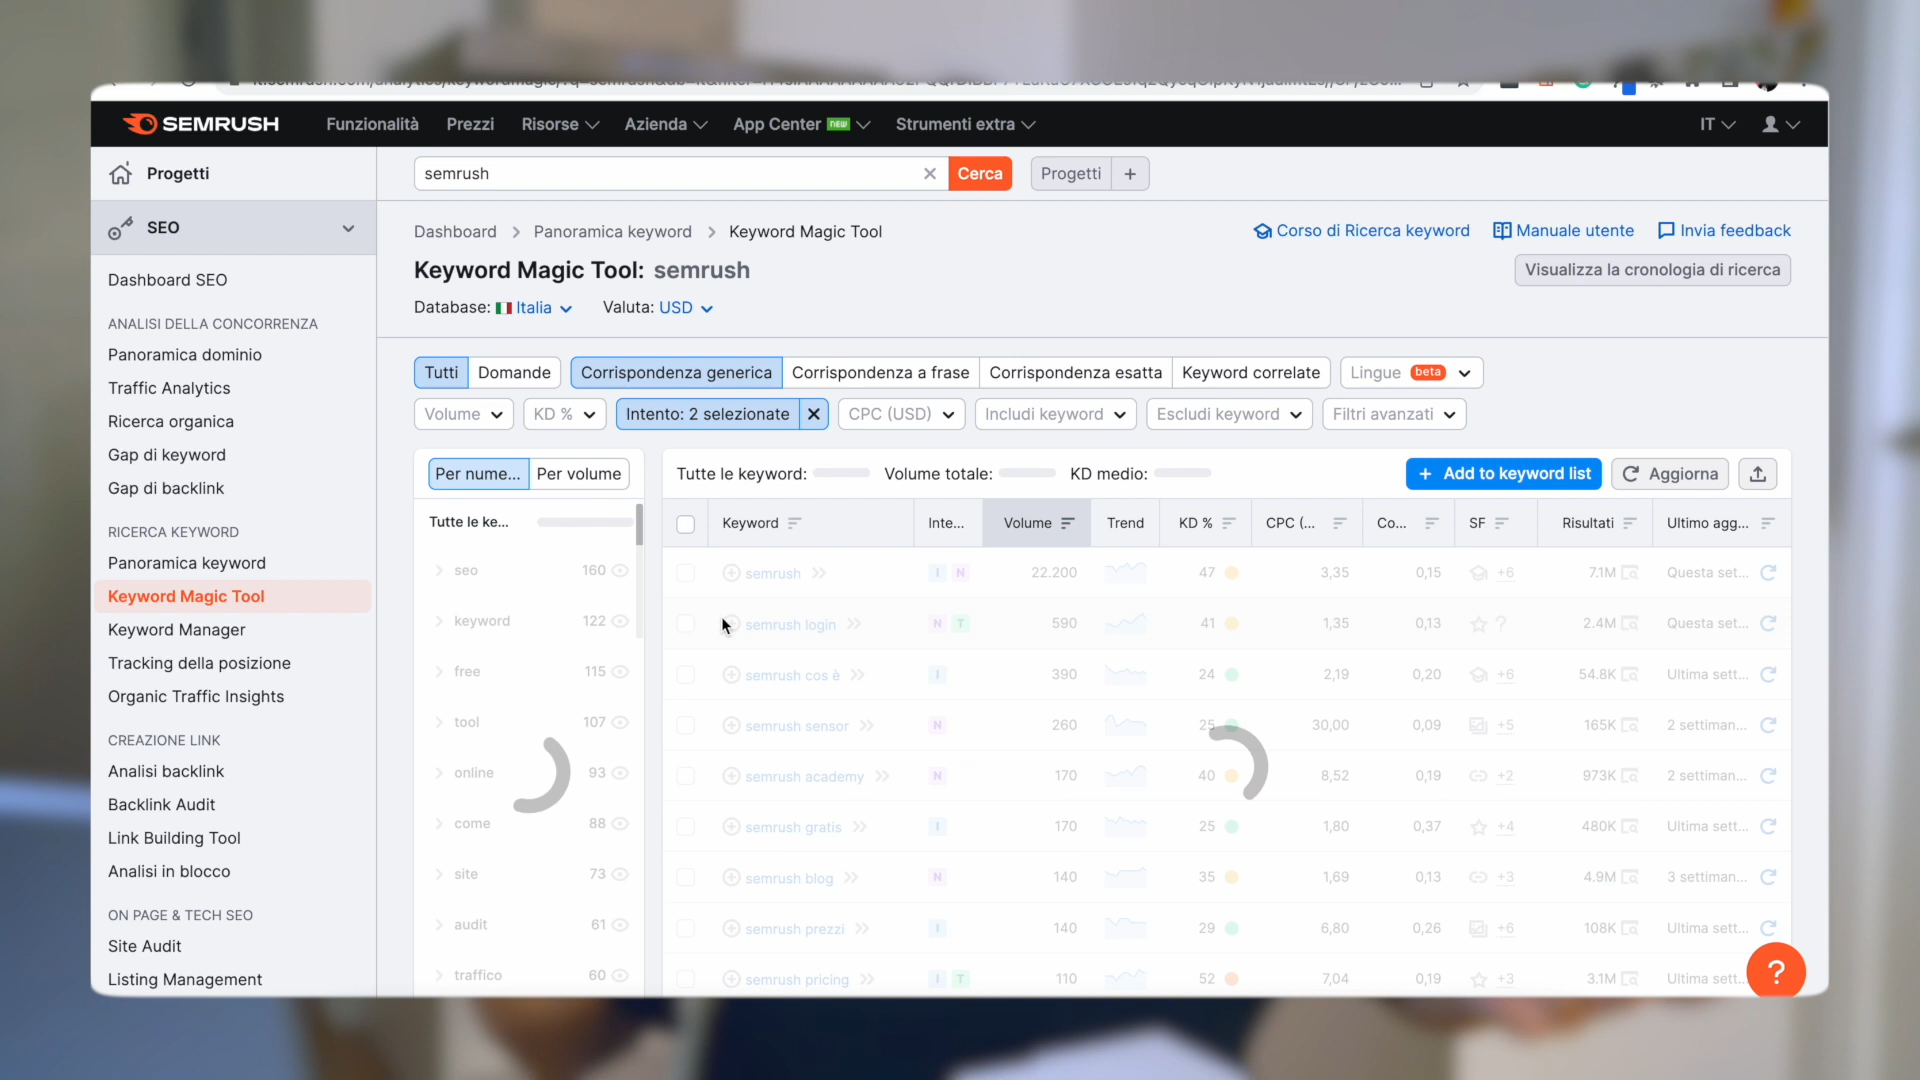 SEMRUSH Funzionalità Prezzi Risorse Azienda App Center NEW Strumenti extra IT
Progetti
semrush Cerca Progetti +
SEO
Dashboard Panoramica keyword Keyword Magic Tool
Corso di Ricerca keyword Manuale utente Invia feedback
Keyword Magic Tool: semrush
Visualizza la cronologia di ricerca
Database: Italia Valuta: USD
Dashboard SEO
ANALISI DELLA CONCORRENZA
Panoramica dominio
Traffic Analytics
Ricerca organica
Gap di keyword
Gap di backlink
RICERCA KEYWORD
Panoramica keyword
Keyword Magic Tool
Keyword Manager
Tracking della posizione
Organic Traffic Insights
CREAZIONE LINK
Analisi backlink
Backlink Audit
Link Building Tool
Analisi in blocco
ON PAGE & TECH SEO
Site Audit
Listing Management
Tutti Domande Corrispondenza generica Corrispondenza a frase Corrispondenza esatta Keyword correlate Lingue beta
Volume KD % Intento: 2 selezionate CPC (USD) Includi keyword Escludi keyword Filtri avanzati
Per nume... Per volume
Tutte le ke...
seo 160
keyword 122
free 115
tool 107
online 93
come 88
site 73
audit 61
traffico 60
Tutte le keyword: Volume totale: KD medio: + Add to keyword list Aggiorna
Keyword Inte... Volume Trend KD % CPC (... Co... SF Risultati Ultimo agg...
semrush I N 22.200 47 3,35 0,15 +6 7.1M Questa set...
semrush login N T 590 41 1,35 0,13 ? 2.4M Questa set...
semrush cos è I 390 24 2,19 0,20 +6 54.8K Ultima sett...
semrush sensor N 260 25 30,00 0,09 +5 165K 2 settiman...
semrush academy N 170 40 8,52 0,19 +2 973K 2 settiman...
semrush gratis I 170 25 1,80 0,37 +4 480K Ultima sett...
semrush blog N 140 35 1,69 0,13 +3 4.9M 3 settiman...
semrush prezzi I 140 29 6,80 0,26 +6 108K Ultima sett...
semrush pricing I T 110 52 7,04 0,19 +3 3.1M Ultima sett...
?